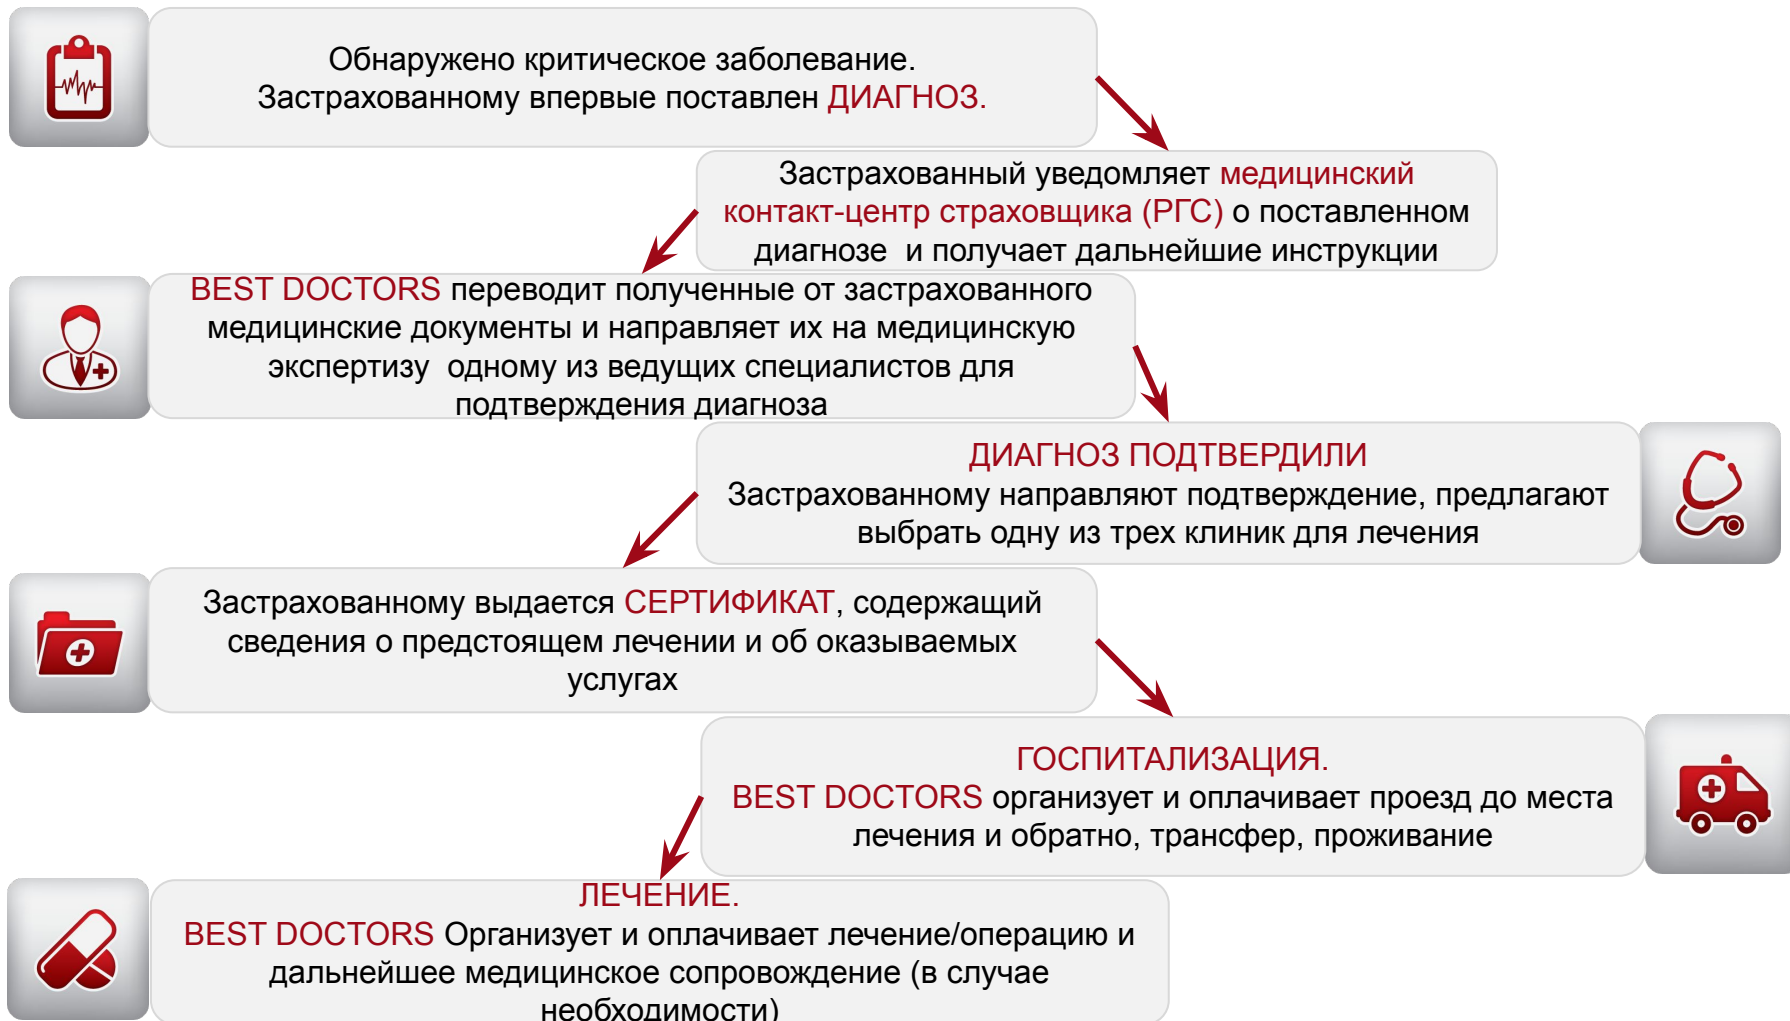 Обнаружено критическое заболевание.
Застрахованному впервые поставлен ДИАГНОЗ.
Застрахованный уведомляет медицинский
контакт-центр страховщика (РГС) о поставленном
диагнозе  и получает дальнейшие инструкции
BEST DOCTORS переводит полученные от застрахованного
медицинские документы и направляет их на медицинскую
экспертизу  одному из ведущих специалистов для
подтверждения диагноза
ДИАГНОЗ ПОДТВЕРДИЛИ
Застрахованному направляют подтверждение, предлагают
выбрать одну из трех клиник для лечения
Застрахованному выдается СЕРТИФИКАТ, содержащий
сведения о предстоящем лечении и об оказываемых
услугах
ГОСПИТАЛИЗАЦИЯ.
BEST DOCTORS организует и оплачивает проезд до места
лечения и обратно, трансфер, проживание
ЛЕЧЕНИЕ.
BEST DOCTORS Организует и оплачивает лечение/операцию и
дальнейшее медицинское сопровождение (в случае
необходимости)